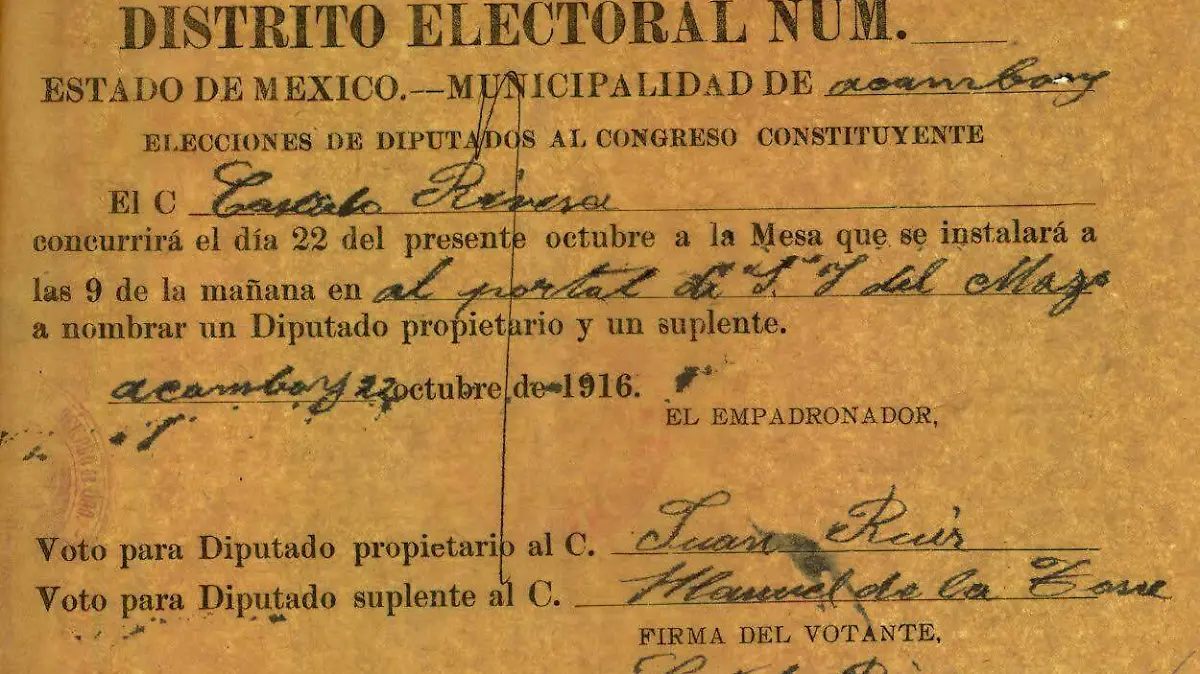 DISTRITO ELECTORAL NUM.
ESTADO DE MEXICO.—MUNICIPALIDAD DE acambay
ELECCIONES DE DIPUTADOS AL CONGRESO CONSTITUYENTE
El C Rivera
concurrirá el día 22 del presente octubre a la Mesa que se instalará a
las 9 de la mañana en al portal de del Mazo
a nombrar un Diputado propietario y un suplente.
acambay 22 octubre de 1916.
EL EMPADRONADOR,
Voto para Diputado propietario al C. Juan Ruiz
Voto para Diputado suplente al C. Manuel de la Torre
FIRMA DEL VOTANTE,